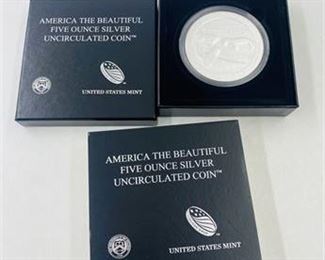 AMERICA THE BEAUTIFUL
FIVE OUNCE SILVER
UNCIRCULATED COIN™
UNITED STATES MINT
AMERICA THE BEAUTIFUL
FIVE OUNCE SILVER
UNCIRCULATED COIN™
UNITED STATES MINT